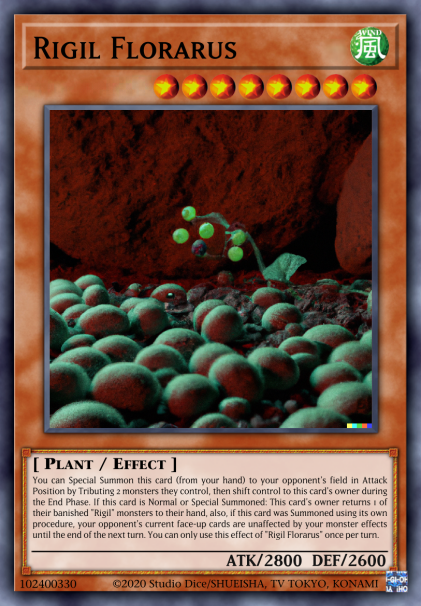 RIGIL FLORARUS
WIND
風
[ PLANT / EFFECT ]
You can Special Summon this card (from your hand) to your opponent's field in Attack
Position by Tributing 2 monsters they control, then shift control to this card's owner during
the End Phase. If this card is Normal or Special Summoned: This card's owner returns 1 of
their banished "Rigil" monsters to their hand, also, if this card was Summoned using its own
procedure, your opponent's current face-up cards are unaffected by your monster effects
until the end of the next turn. You can only use this effect of "Rigil Florarus" once per turn.
ATK/2800 DEF/2600
102400330 ©2020 Studio Dice/SHUEISHA, TV TOKYO, KONAMI